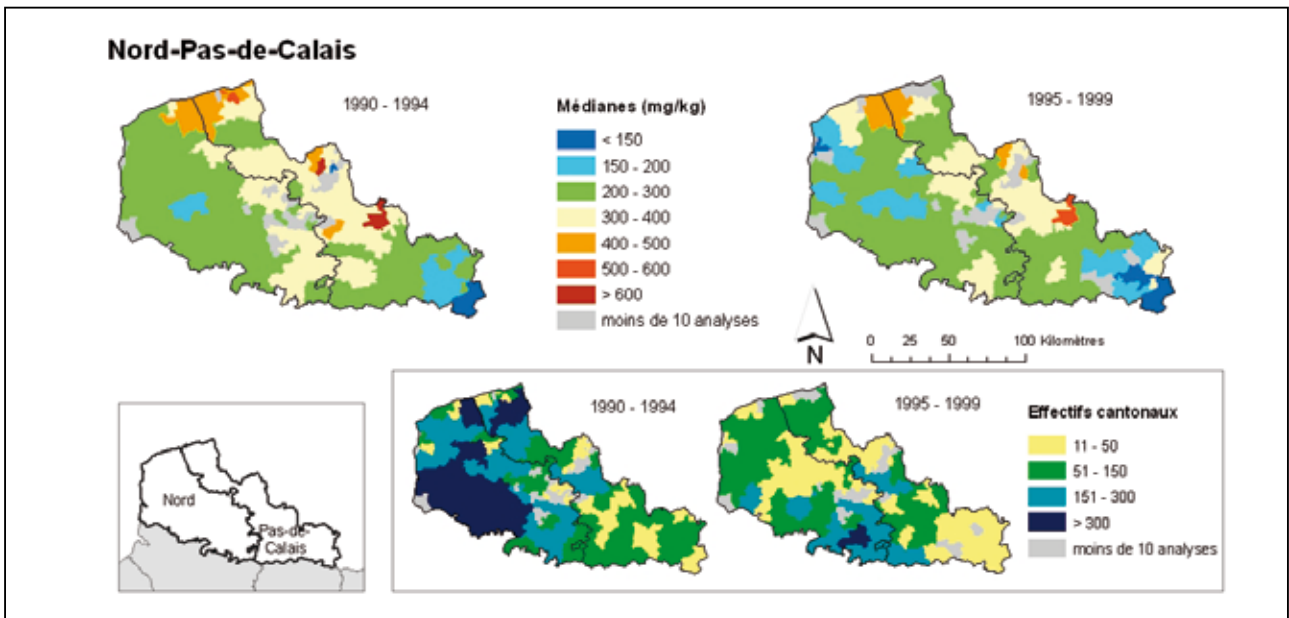 Nord-Pas-de-Calais
1990 - 1994
Médianes (mg/kg)
< 150
150 - 200
200 - 300
300 - 400
400 - 500
500 - 600
> 600
moins de 10 analyses
1995 - 1999
N
0 25 50 100 Kilomètres
Nord
Pas-de-
Calais
1990 - 1994
1995 - 1999
Effectifs cantonaux
11 - 50
51 - 150
151 - 300
> 300
moins de 10 analyses